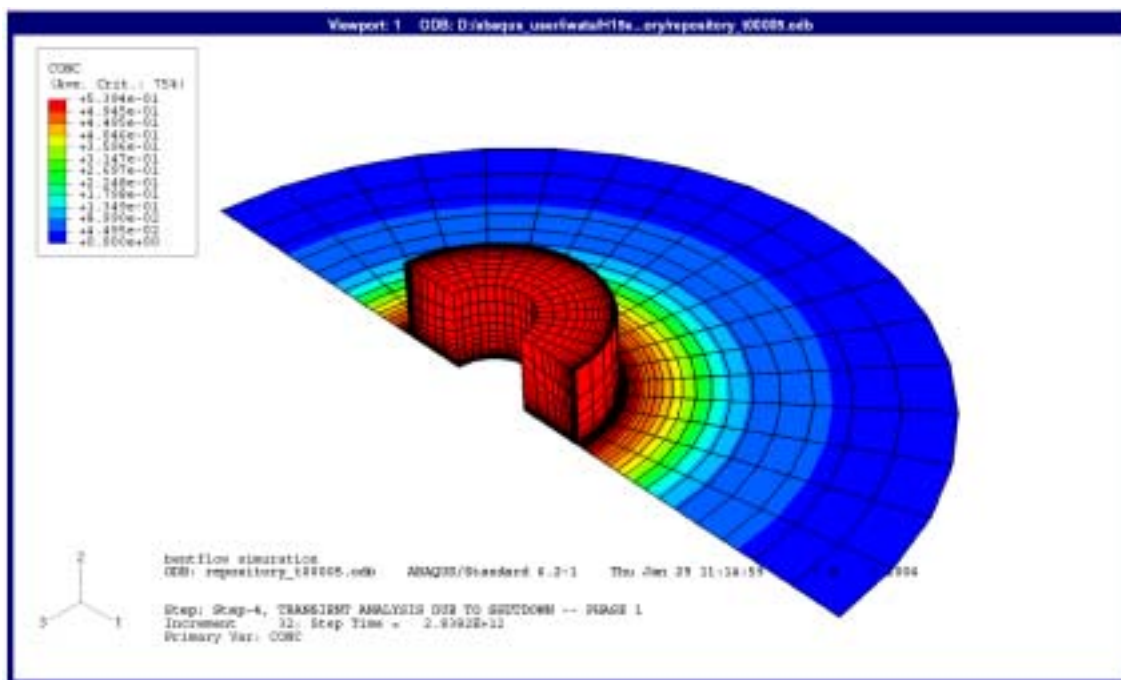 Viewport: 1 ODB: D:/abaqus_user/iwata/H15e...ory/repository_t00005.odb
CONC
(Ave. Crit.: 75%)
+5.394e-01
+4.945e-01
+4.495e-01
+4.046e-01
+3.596e-01
+3.147e-01
+2.697e-01
+2.248e-01
+1.798e-01
+1.349e-01
+8.990e-02
+4.495e-02
+0.000e+00
bentflow simuration
ODB: repository_t00005.odb ABAQUS/Standard 6.2-1 Thu Jan 29 11:14:59
2
3
1
Step: Step-4, TRANSIENT ANALYSIS DUE TO SHUTDOWN -- PHASE 1
Increment 32: Step Time = 2.8382E+12
Primary Var: CONC